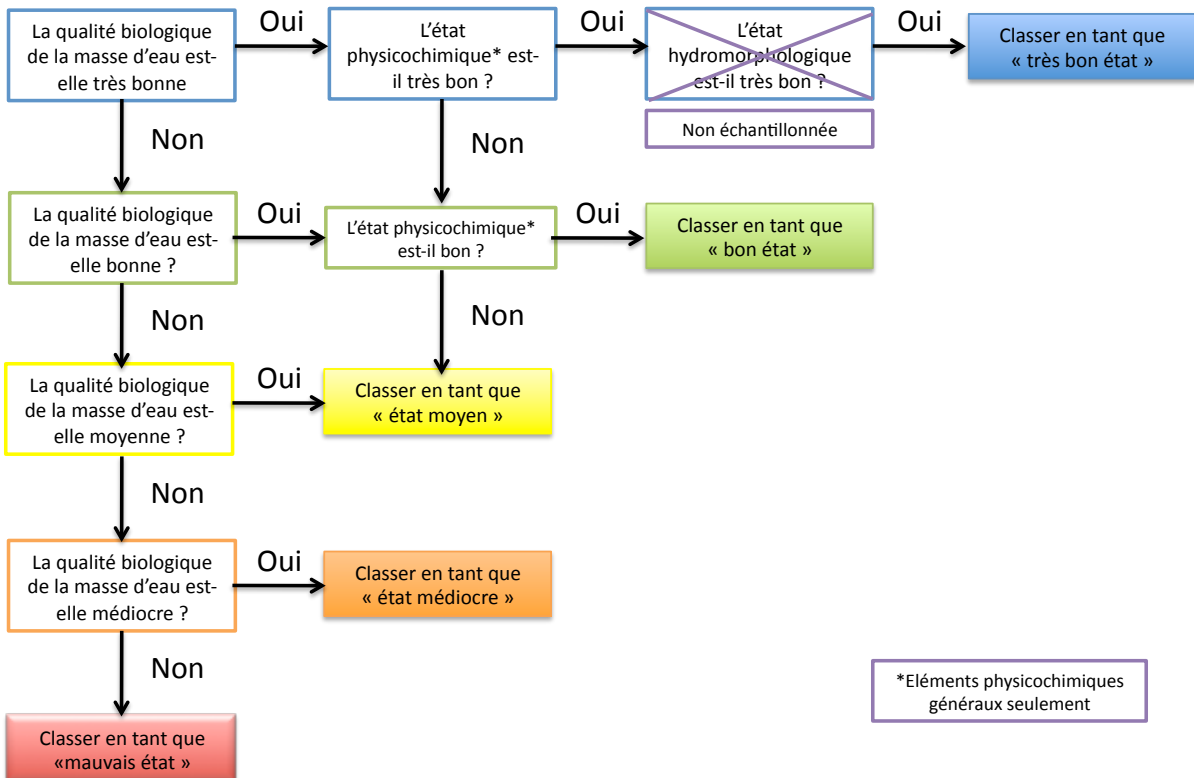 La qualité biologique
de la masse d'eau est-
elle très bonne
Oui
L'état
physicochimique* est-
il très bon ?
Oui
L'état
hydromorphologique
est-il très bon ?
Oui
Classer en tant que
« très bon état »
Non échantillonnée
Non
Non
La qualité biologique
de la masse d'eau est-
elle bonne ?
Oui
L'état physicochimique*
est-il bon ?
Oui
Classer en tant que
« bon état »
Non
Non
La qualité biologique
de la masse d'eau est-
elle moyenne ?
Oui
Classer en tant que
« état moyen »
Non
La qualité biologique
de la masse d'eau est-
elle médiocre ?
Oui
Classer en tant que
« état médiocre »
Non
*Eléments physicochimiques
généraux seulement
Classer en tant que
«mauvais état »